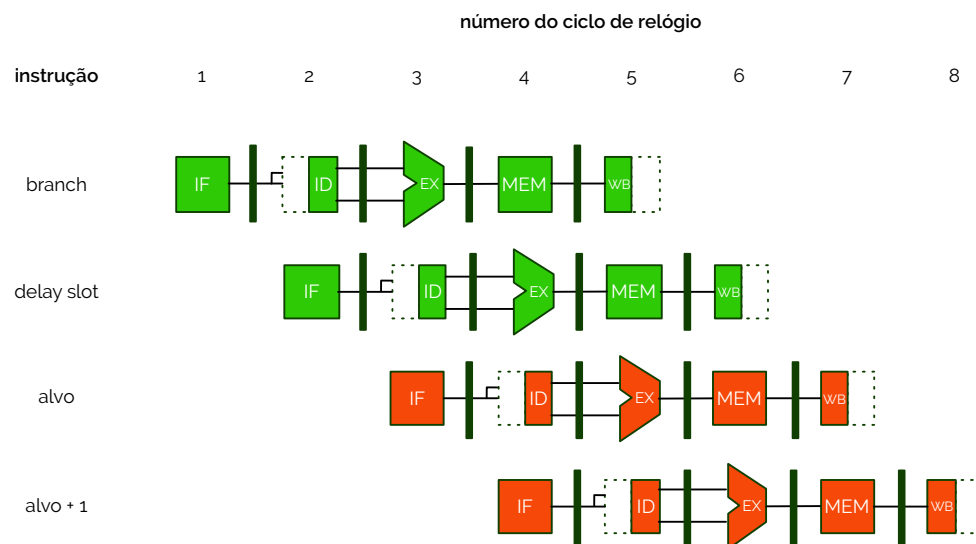 número do ciclo de relógio
instrução 1 2 3 4 5 6 7 8
branch IF ID EX MEM WB
delay slot IF ID EX MEM WB
alvo IF ID EX MEM WB
alvo + 1 IF ID EX MEM WB